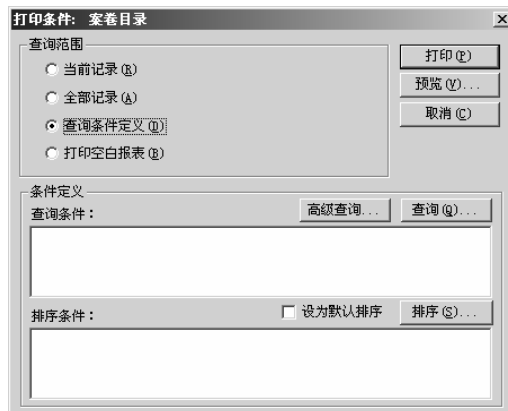 打印条件： 案卷目录
查询范围
当前记录(R)
全部记录(A)
查询条件定义(D)
打印空白报表(B)
打印(P)
预览(V)...
取消(C)
条件定义
查询条件：
高级查询...
查询(Q)...
排序条件：
设为默认排序
排序(S)...